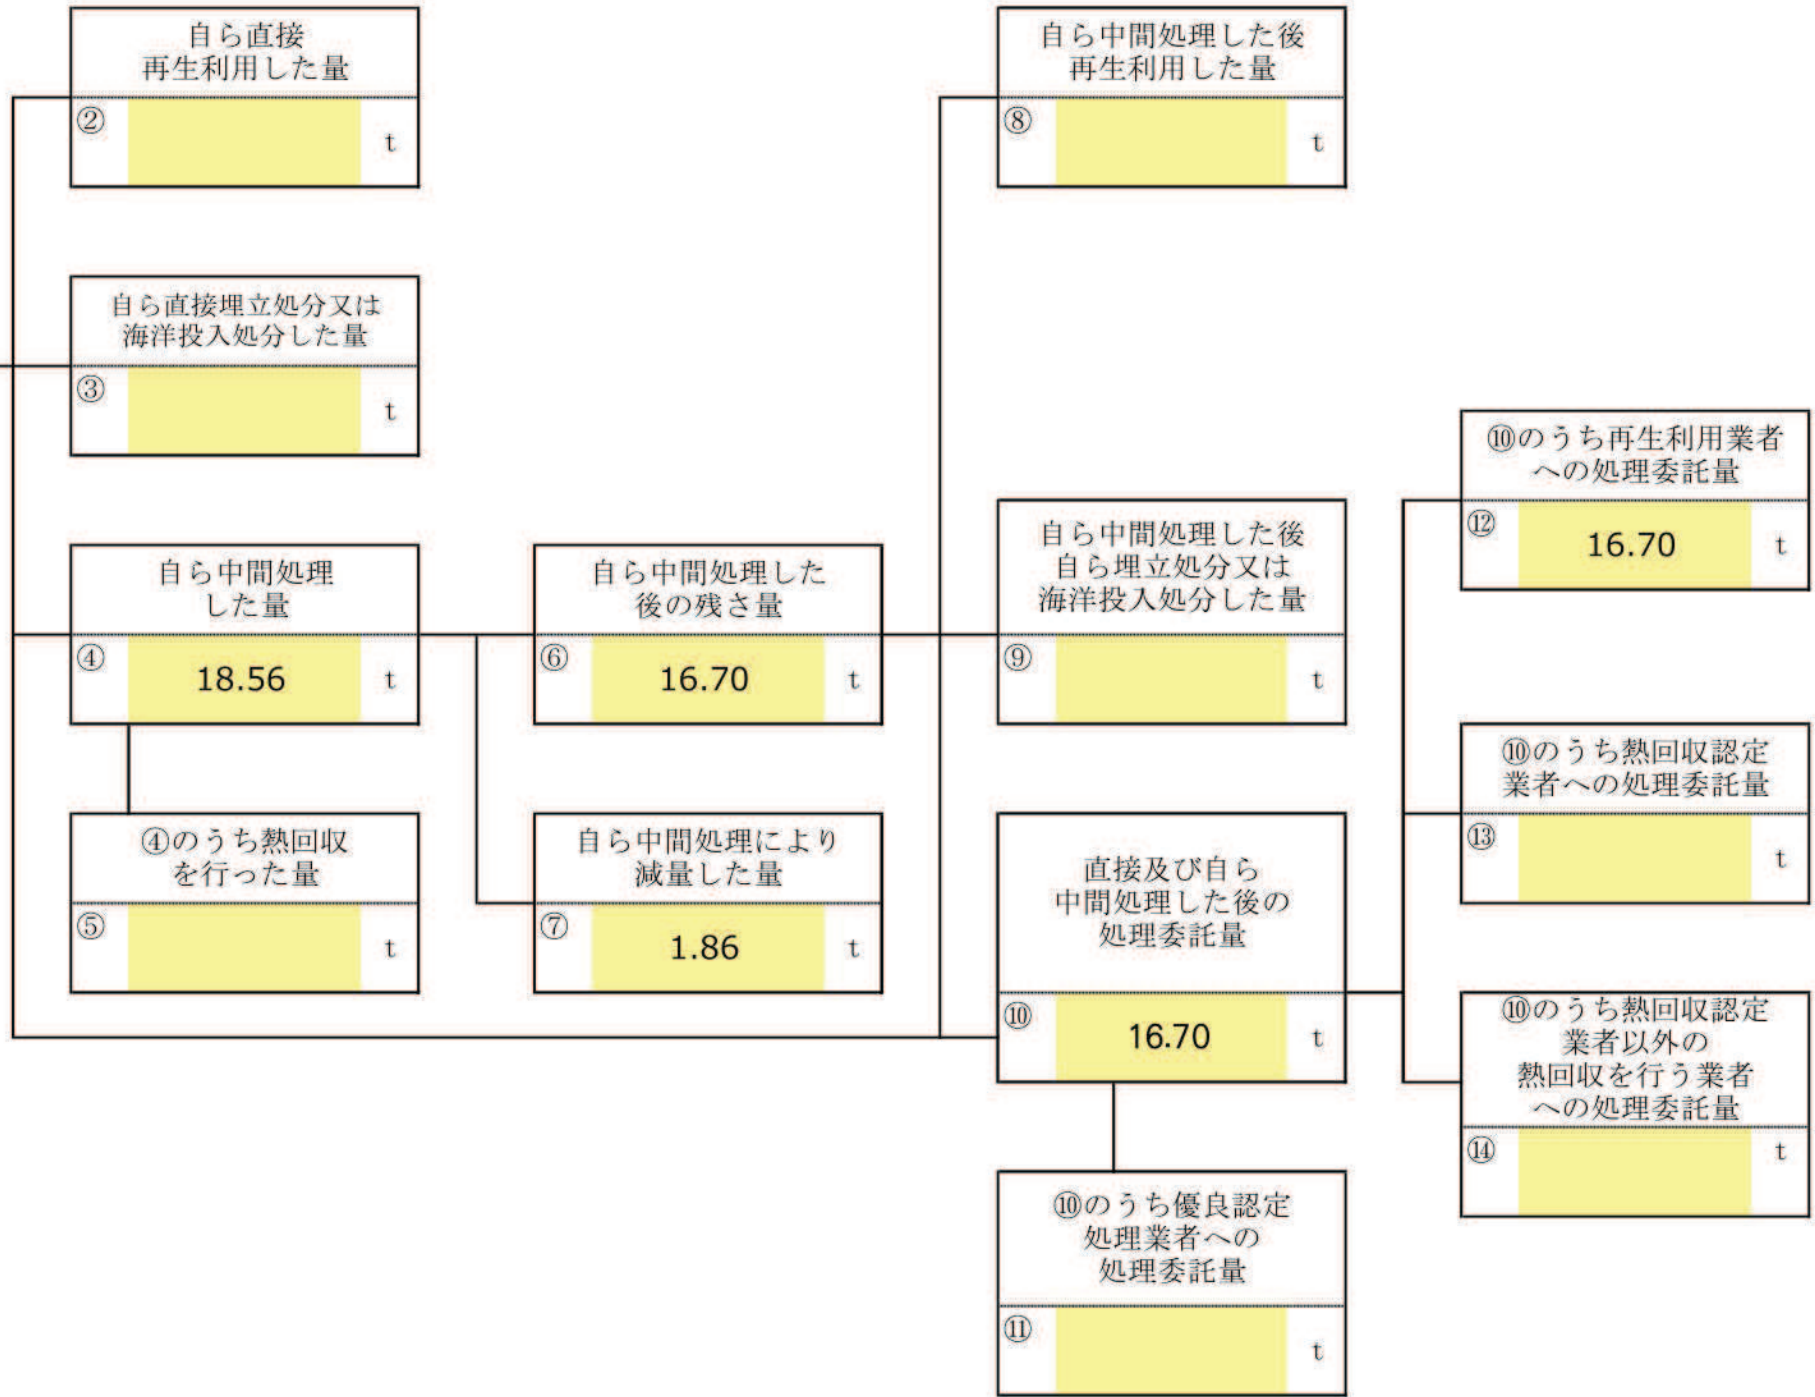 自ら直接
再生利用した量
② t
自ら中間処理した後
再生利用した量
⑧ t
自ら直接埋立処分又は
海洋投入処分した量
③ t
⑩のうち再生利用業者
への処理委託量
⑫ 16.70 t
自ら中間処理
した量
④ 18.56 t
自ら中間処理した
後の残さ量
⑥ 16.70 t
自ら中間処理した後
自ら埋立処分又は
海洋投入処分した量
⑨ t
⑩のうち熱回収認定
業者への処理委託量
⑬ t
④のうち熱回収
を行った量
⑤ t
自ら中間処理により
減量した量
⑦ 1.86 t
直接及び自ら
中間処理した後の
処理委託量
⑩ 16.70 t
⑩のうち熱回収認定
業者以外の
熱回収を行う業者
への処理委託量
⑭ t
⑩のうち優良認定
処理業者への
処理委託量
⑪ t